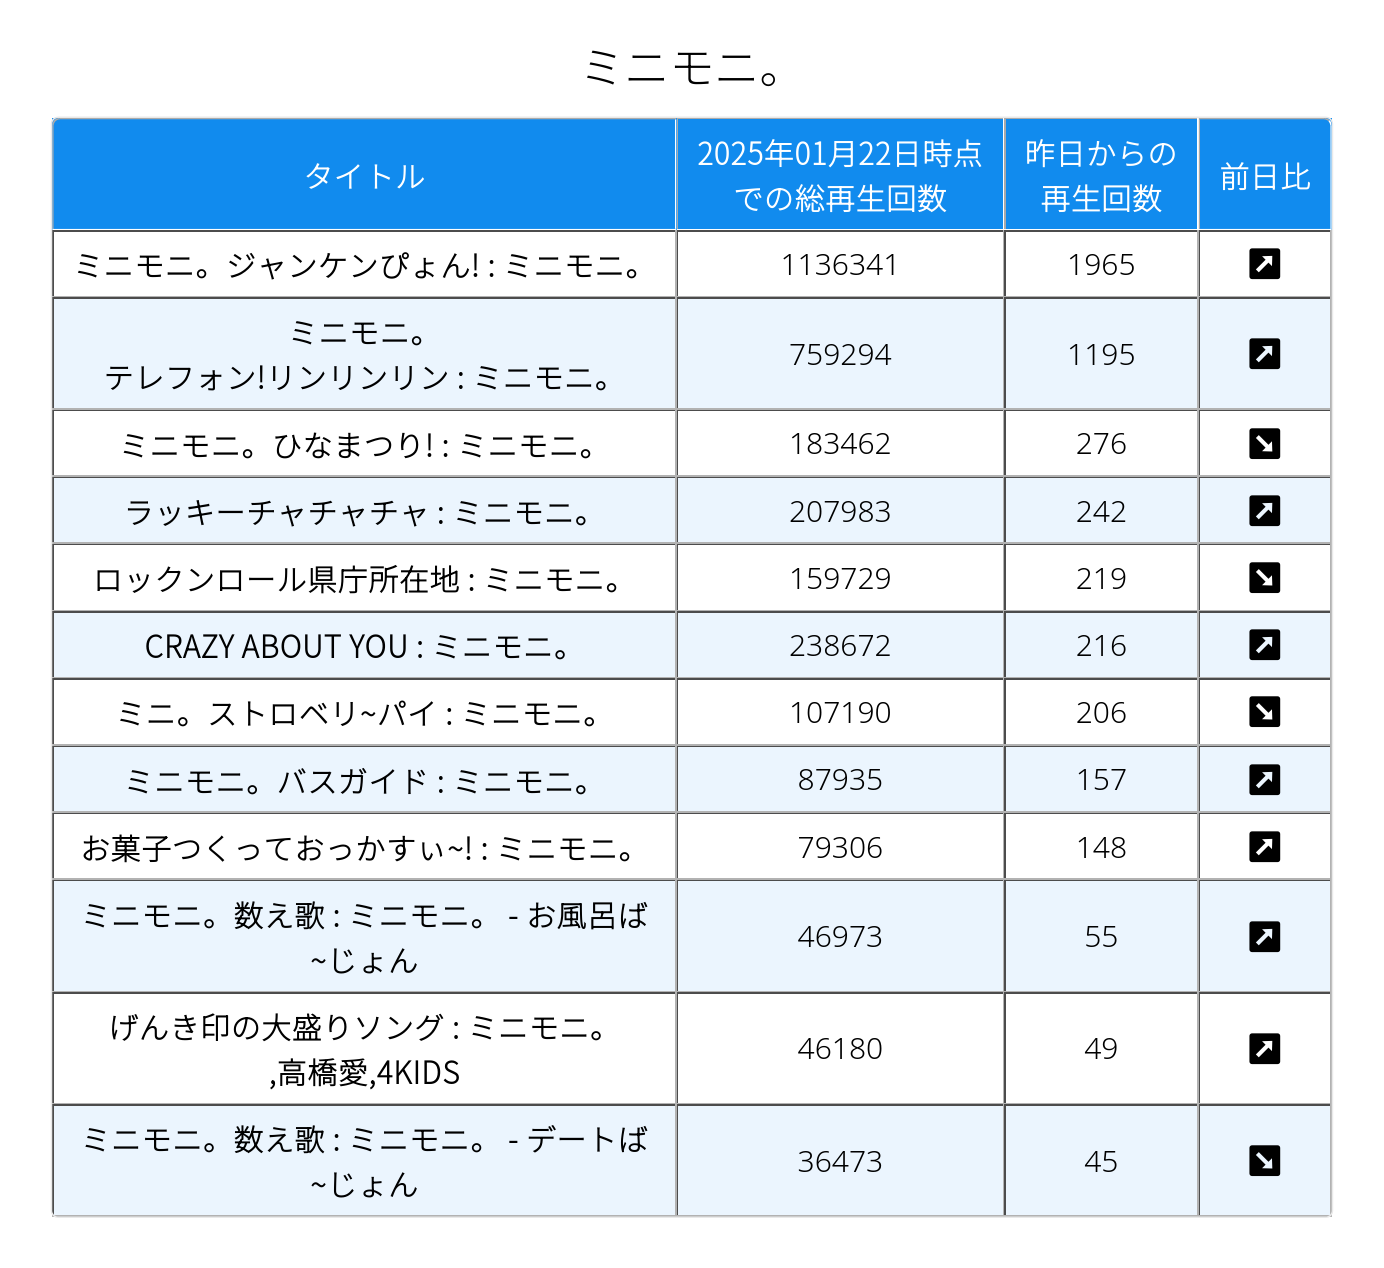 ミニモニ。
タイトル
2025年01月22日時点
での総再生回数
昨日からの
再生回数
前日比
ミニモニ。ジャンケンぴょん! : ミニモニ。
1136341
1965
ミニモニ。
テレフォン!リンリンリン : ミニモニ。
759294
1195
ミニモニ。ひなまつり! : ミニモニ。
183462
276
ラッキーチャチャチャ : ミニモニ。
207983
242
ロックンロール県庁所在地 : ミニモニ。
159729
219
CRAZY ABOUT YOU : ミニモニ。
238672
216
ミニ。ストロベリ~パイ : ミニモニ。
107190
206
ミニモニ。バスガイド : ミニモニ。
87935
157
お菓子つくっておっかすぃ~! : ミニモニ。
79306
148
ミニモニ。数え歌 : ミニモニ。 - お風呂ば
~じょん
46973
55
げんき印の大盛りソング : ミニモニ。
,高橋愛,4KIDS
46180
49
ミニモニ。数え歌 : ミニモニ。 - デートば
~じょん
36473
45